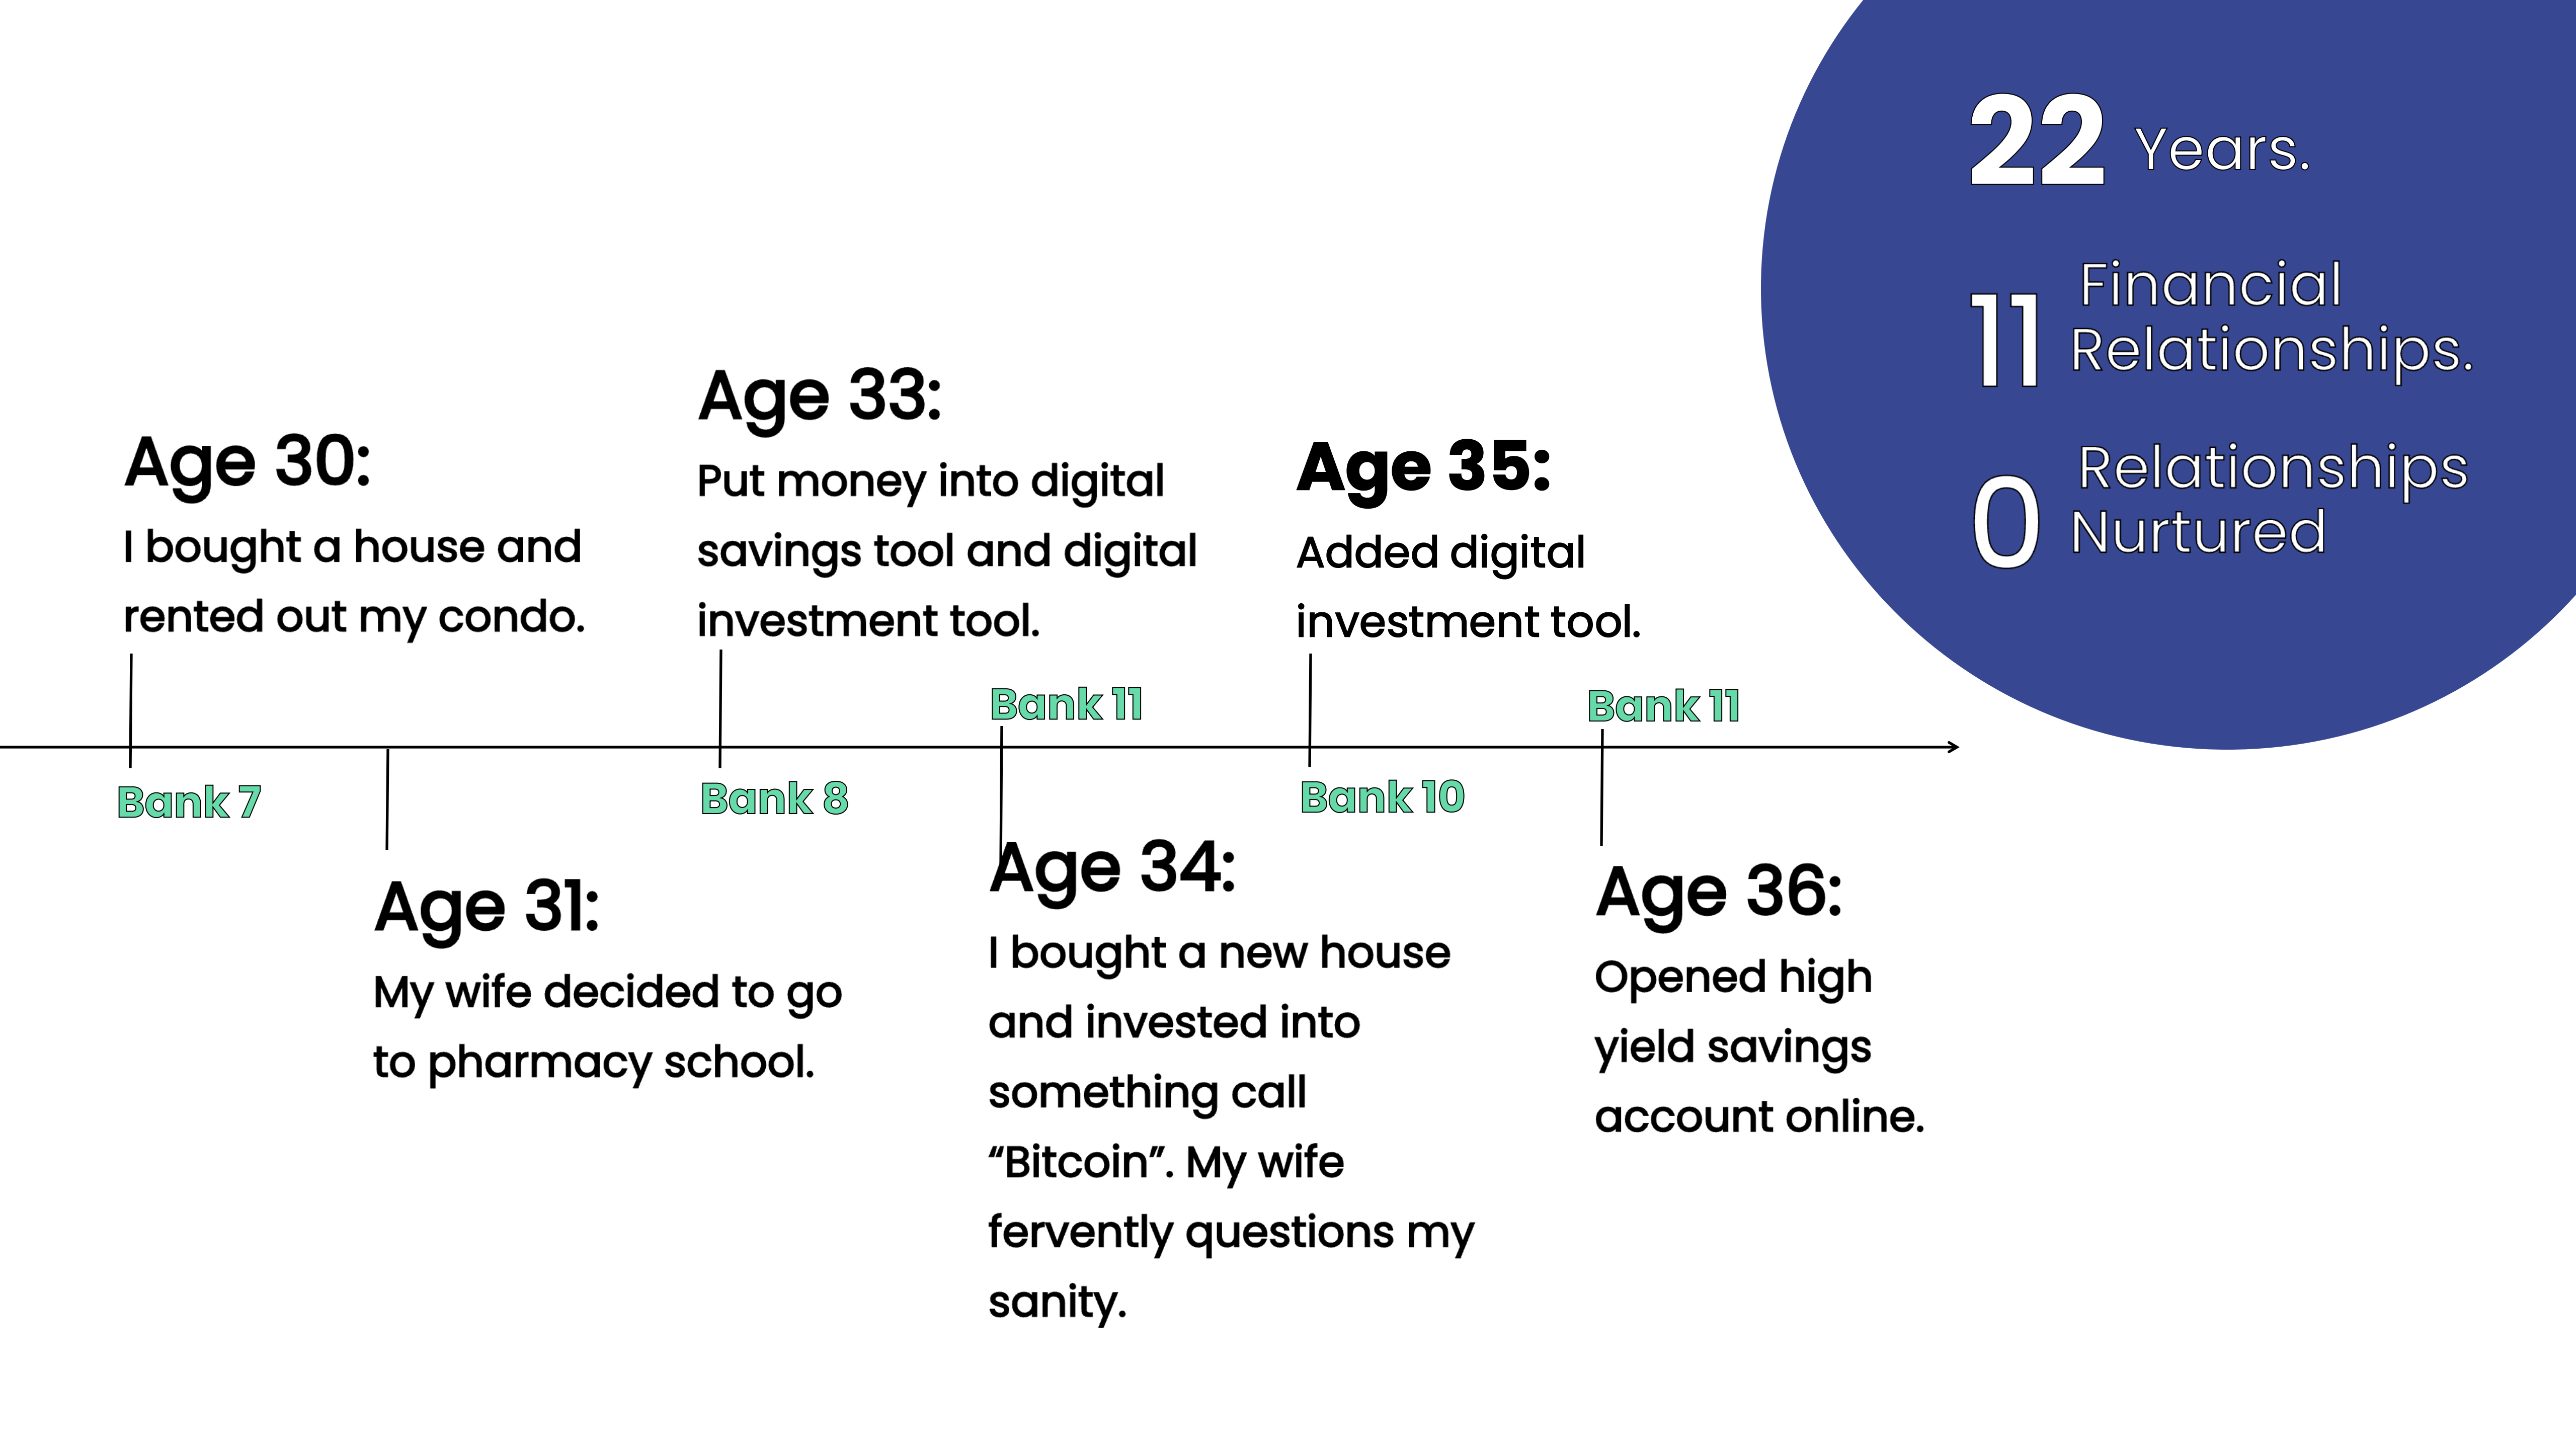 22 Years.
11 Financial
Relationships.
0 Relationships
Nurtured
Age 30:
I bought a house and
rented out my condo.
Bank 7
Age 31:
My wife decided to go
to pharmacy school.
Age 33:
Put money into digital
savings tool and digital
investment tool.
Bank 8
Bank 11
Age 34:
I bought a new house
and invested into
something call
“Bitcoin”. My wife
fervently questions my
sanity.
Age 35:
Added digital
investment tool.
Bank 10
Bank 11
Age 36:
Opened high
yield savings
account online.